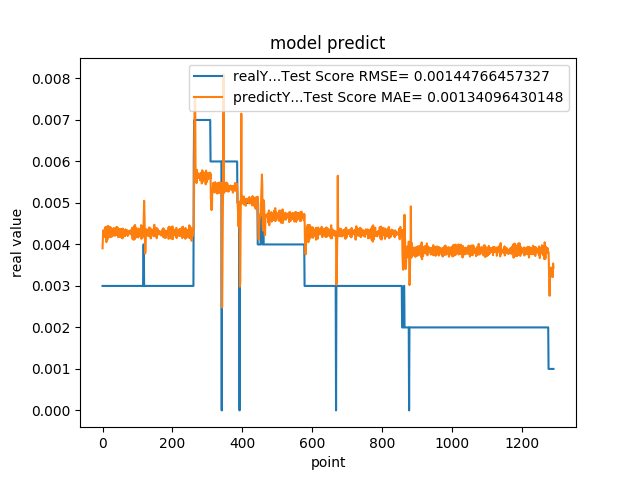 model predict
realY...Test Score RMSE= 0.00144766457327
predictY...Test Score MAE= 0.00134096430148
0.008
0.007
0.006
0.005
0.004
0.003
0.002
0.001
0.000
real value
0 200 400 600 800 1000 1200
point